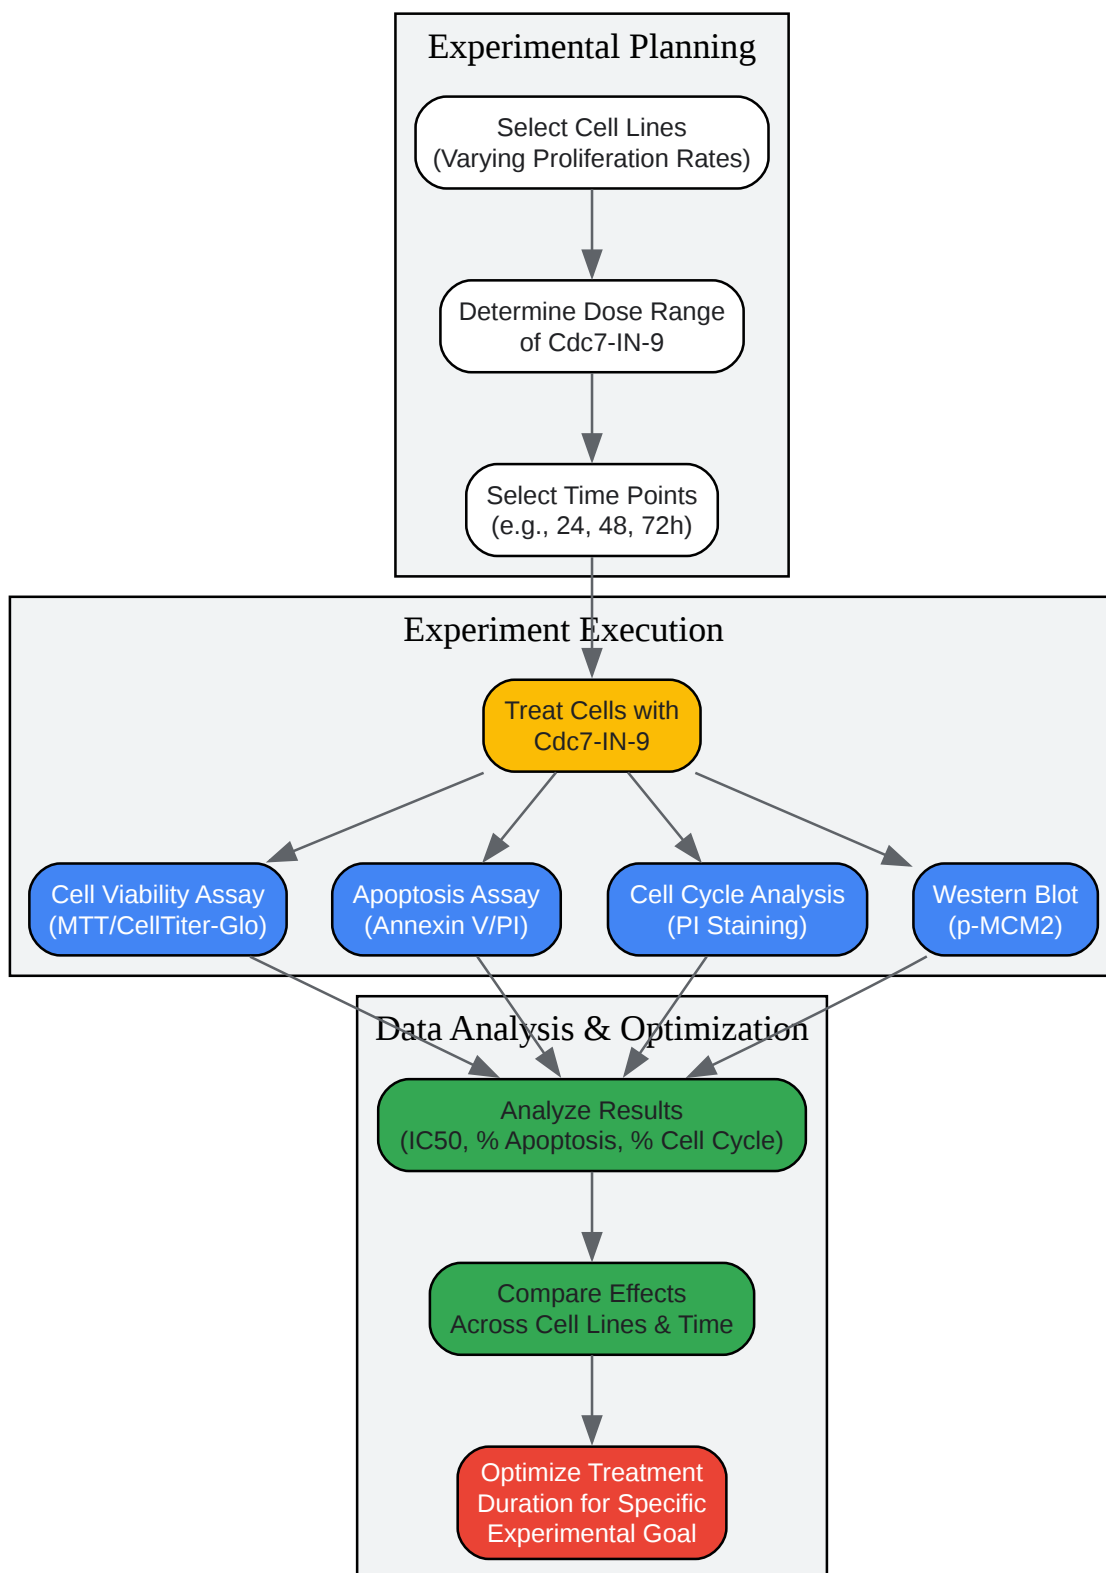 Experimental Planning
Select Cell Lines
(Varying Proliferation Rates)
Determine Dose Range
of Cdc7-IN-9
Select Time Points
(e.g., 24, 48, 72h)
Experiment Execution
Treat Cells with
Cdc7-IN-9
Cell Viability Assay
(MTT/CellTiter-Glo)
Apoptosis Assay
(Annexin V/PI)
Cell Cycle Analysis
(PI Staining)
Western Blot
(p-MCM2)
Data Analysis & Optimization
Analyze Results
(IC50, % Apoptosis, % Cell Cycle)
Compare Effects
Across Cell Lines & Time
Optimize Treatment
Duration for Specific
Experimental Goal